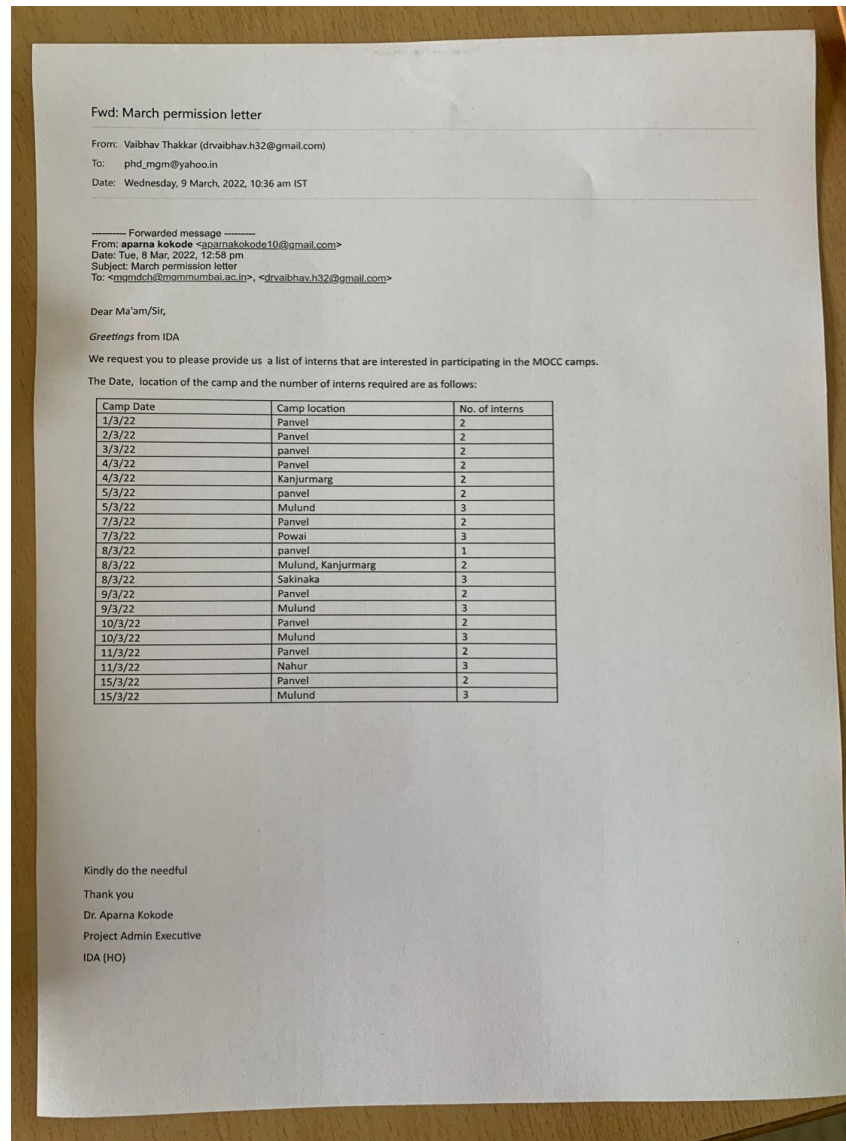 Fwd: March permission letter
From: Vaibhav Thakkar (drvaibhav.h32@gmail.com)
To: phd_mgm@yahoo.in
Date: Wednesday, 9 March, 2022, 10:36 am IST
---------- Forwarded message ---------
From: aparna kokode <aparnakokode10@gmail.com>
Date: Tue, 8 Mar, 2022, 12:58 pm
Subject: March permission letter
To: <mgmdch@mgmmumbai.ac.in>, <drvaibhav.h32@gmail.com>
Dear Ma'am/Sir,
Greetings from IDA
We request you to please provide us a list of interns that are interested in participating in the MOCC camps.
The Date, location of the camp and the number of interns required are as follows:
Camp Date Camp location No. of interns
1/3/22 Panvel 2
2/3/22 Panvel 2
3/3/22 panvel 2
4/3/22 Panvel 2
4/3/22 Kanjurmarg 2
5/3/22 panvel 2
5/3/22 Mulund 3
7/3/22 Panvel 2
7/3/22 Powai 3
8/3/22 panvel 1
8/3/22 Mulund, Kanjurmarg 2
8/3/22 Sakinaka 3
9/3/22 Panvel 2
9/3/22 Mulund 3
10/3/22 Panvel 2
10/3/22 Mulund 3
11/3/22 Panvel 2
11/3/22 Nahur 3
15/3/22 Panvel 2
15/3/22 Mulund 3
Kindly do the needful
Thank you
Dr. Aparna Kokode
Project Admin Executive
IDA (HO)